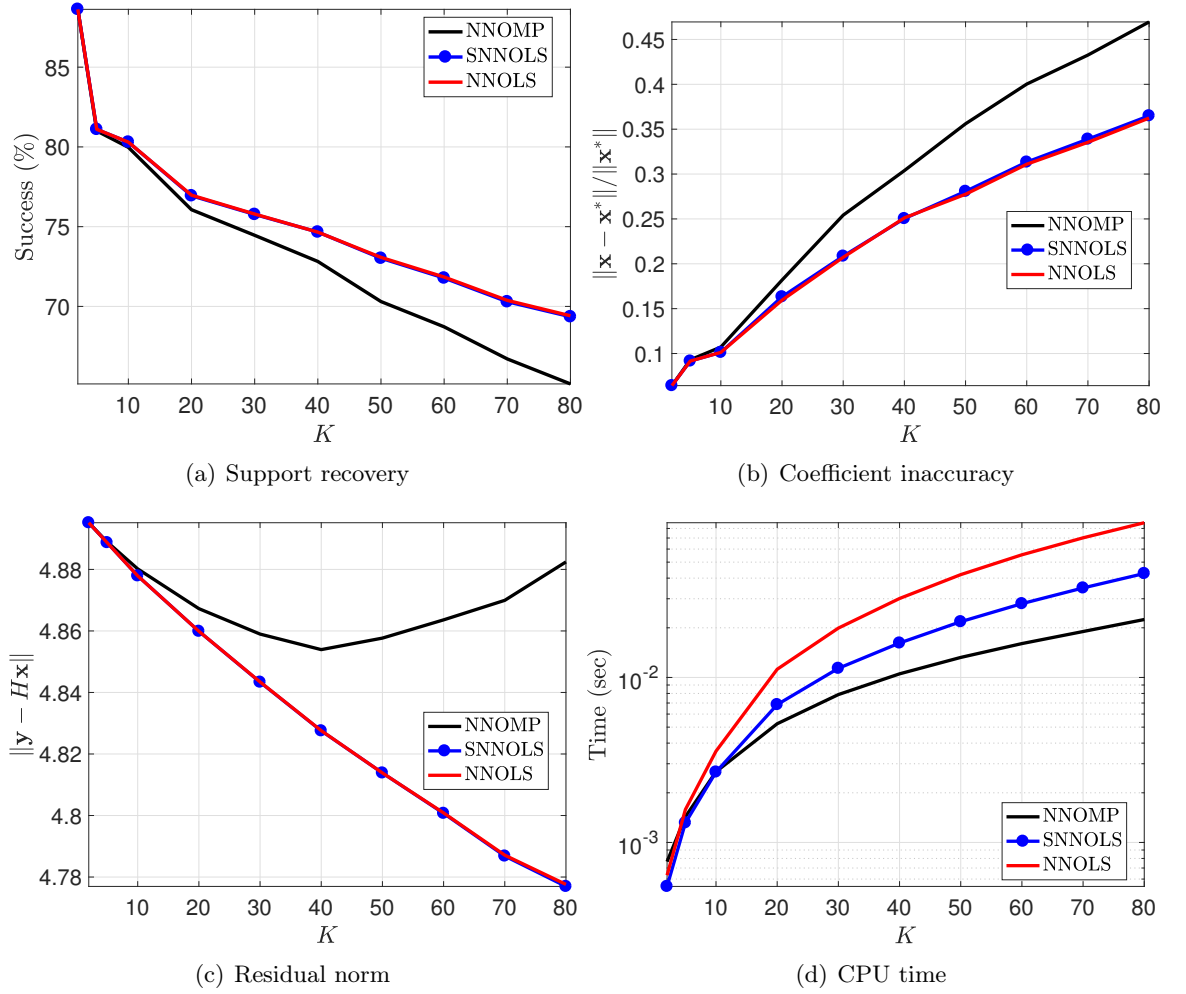 85
80
75
70
Success (%)
NNOMP
SNNOLS
NNOLS
10 20 30 40 50 60 70 80
K
(a) Support recovery
0.45
0.4
0.35
0.3
0.25
0.2
0.15
0.1
‖x − x*‖/‖x*‖
NNOMP
SNNOLS
NNOLS
10 20 30 40 50 60 70 80
K
(b) Coefficient inaccuracy
4.88
4.86
4.84
4.82
4.8
4.78
‖y − Hx‖
NNOMP
SNNOLS
NNOLS
10 20 30 40 50 60 70 80
K
(c) Residual norm
10⁻²
10⁻³
Time (sec)
NNOMP
SNNOLS
NNOLS
10 20 30 40 50 60 70 80
K
(d) CPU time